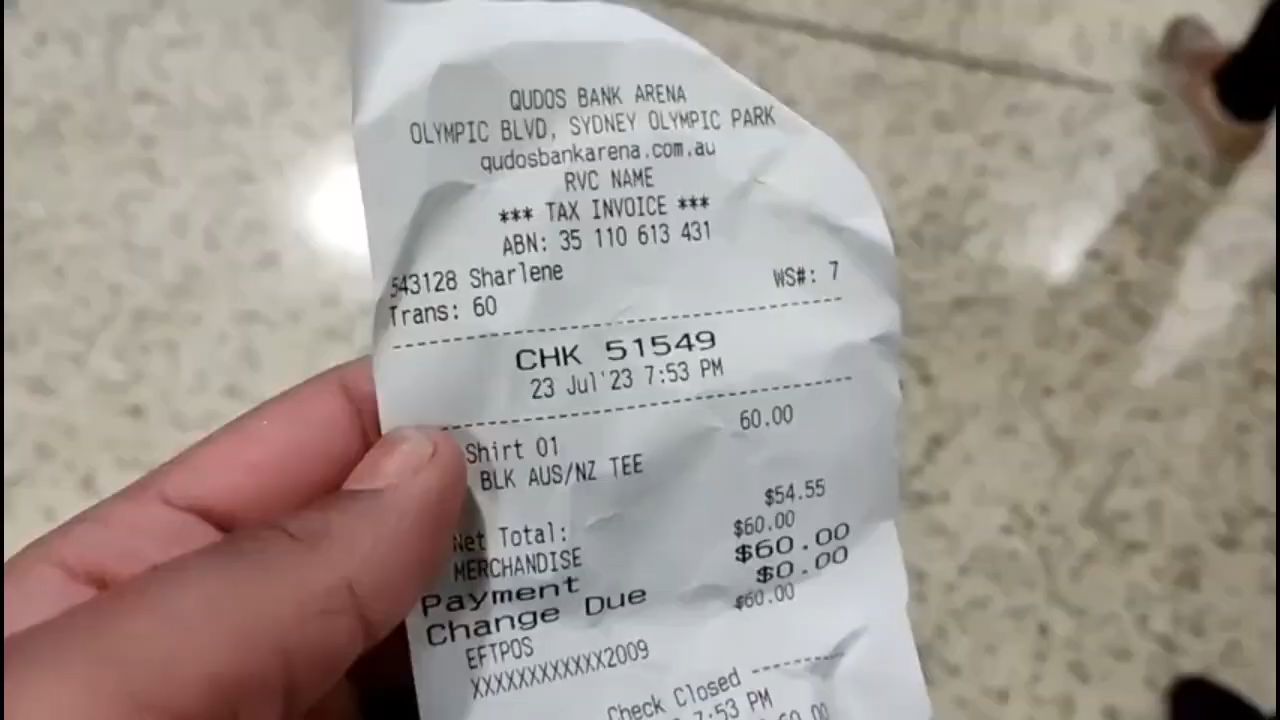 QUDOS BANK ARENA
OLYMPIC BLVD, SYDNEY OLYMPIC PARK
qudosbankarena.com.au
RVC NAME
*** TAX INVOICE ***
ABN: 35 110 613 431
543128 Sharlene WS#: 7
Trans: 60
CHK 51549
23 Jul'23 7:53 PM
Shirt 01 60.00
BLK AUS/NZ TEE
Net Total: $54.55
MERCHANDISE $60.00
Payment $60.00
Change Due $0.00
EFTPOS $60.00
XXXXXXXXXXXX2009
Check Closed
7:53 PM